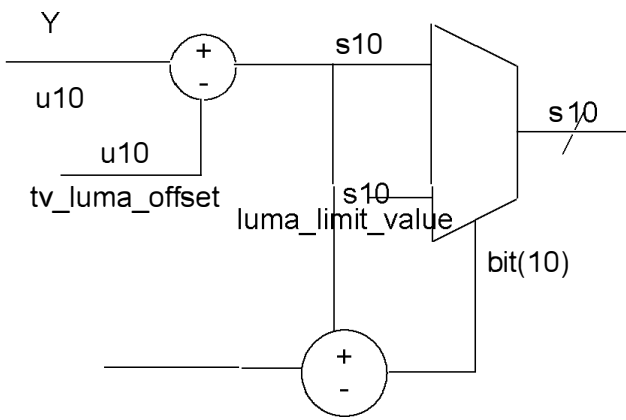 Y
+
-
s10
u10
u10
s10
tv_luma_offset
s10
luma_limit_value
bit(10)
+
-